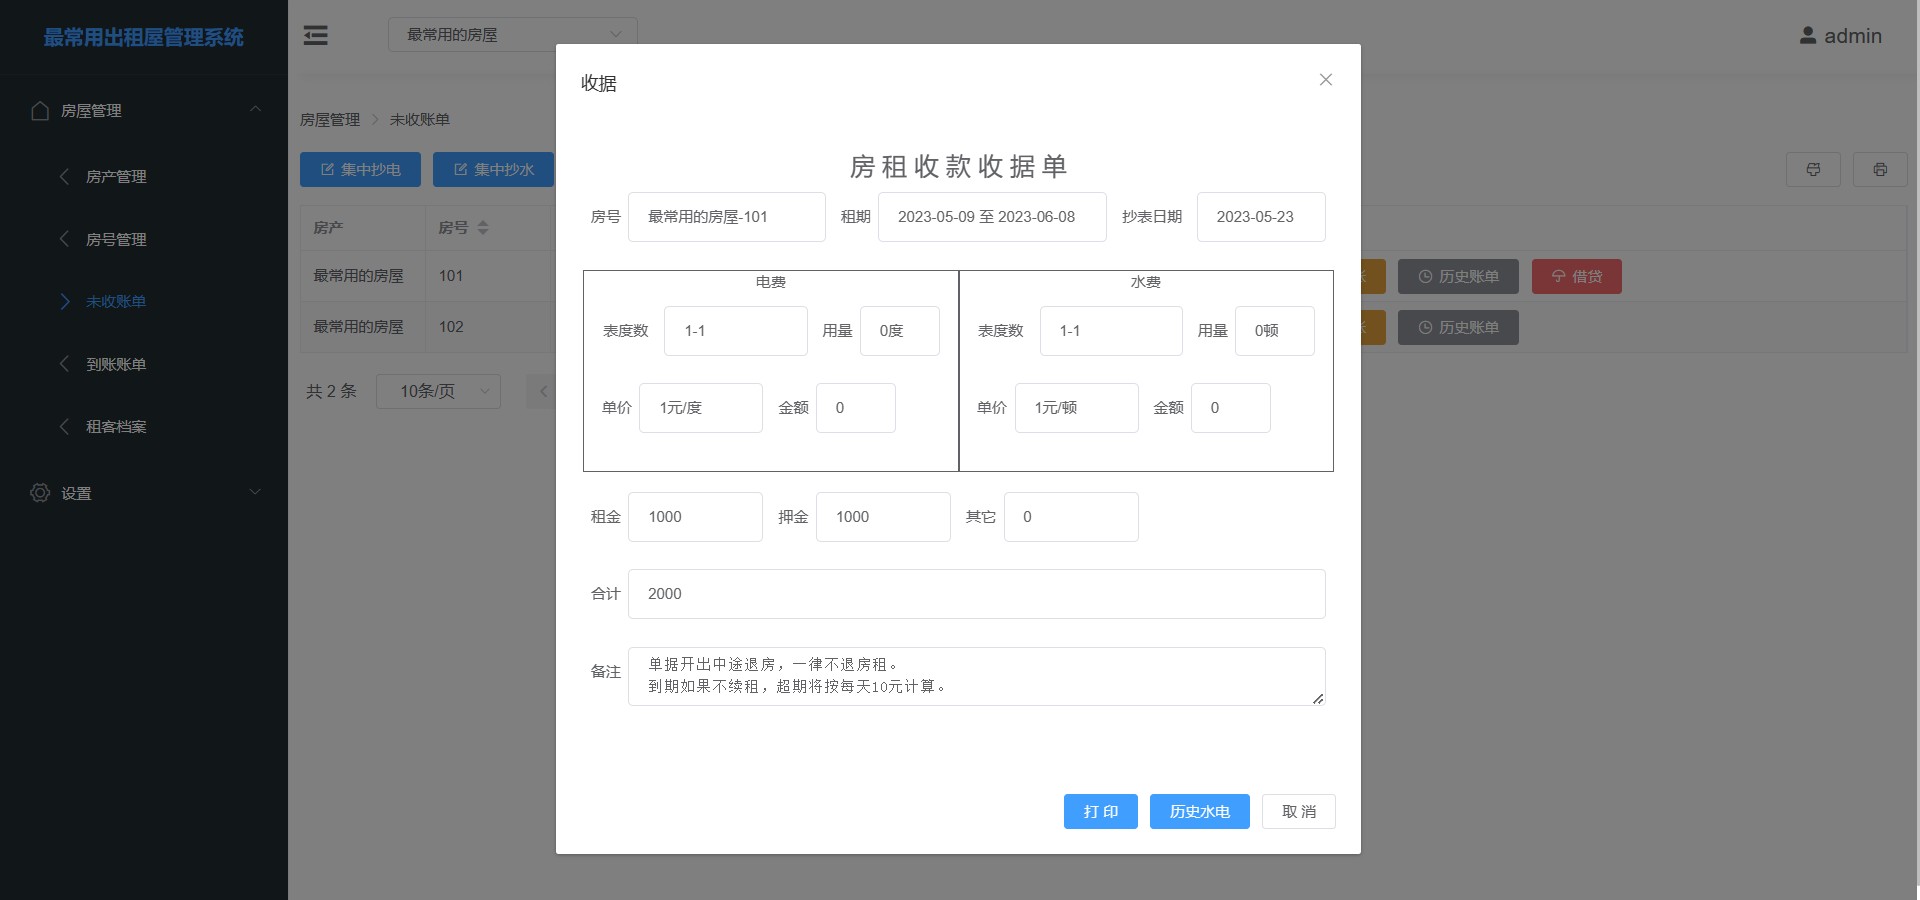 最常用出租屋管理系统
最常用的房屋
admin
房屋管理
房产管理
房号管理
未收账单
到账账单
租客档案
设置
房屋管理 未收账单
集中抄电 集中抄水
房产 房号
最常用的房屋 101
历史账单 借贷
最常用的房屋 102
历史账单
共 2 条 10条/页
收据
房租收款收据单
房号 最常用的房屋-101 租期 2023-05-09 至 2023-06-08 抄表日期 2023-05-23
电费 水费
表度数 1-1 用量 0度 表度数 1-1 用量 0顿
单价 1元/度 金额 0 单价 1元/顿 金额 0
租金 1000 押金 1000 其它 0
合计 2000
备注 单据开出中途退房，一律不退房租。
到期如果不续租，超期将按每天10元计算。
打 印 历史水电 取 消